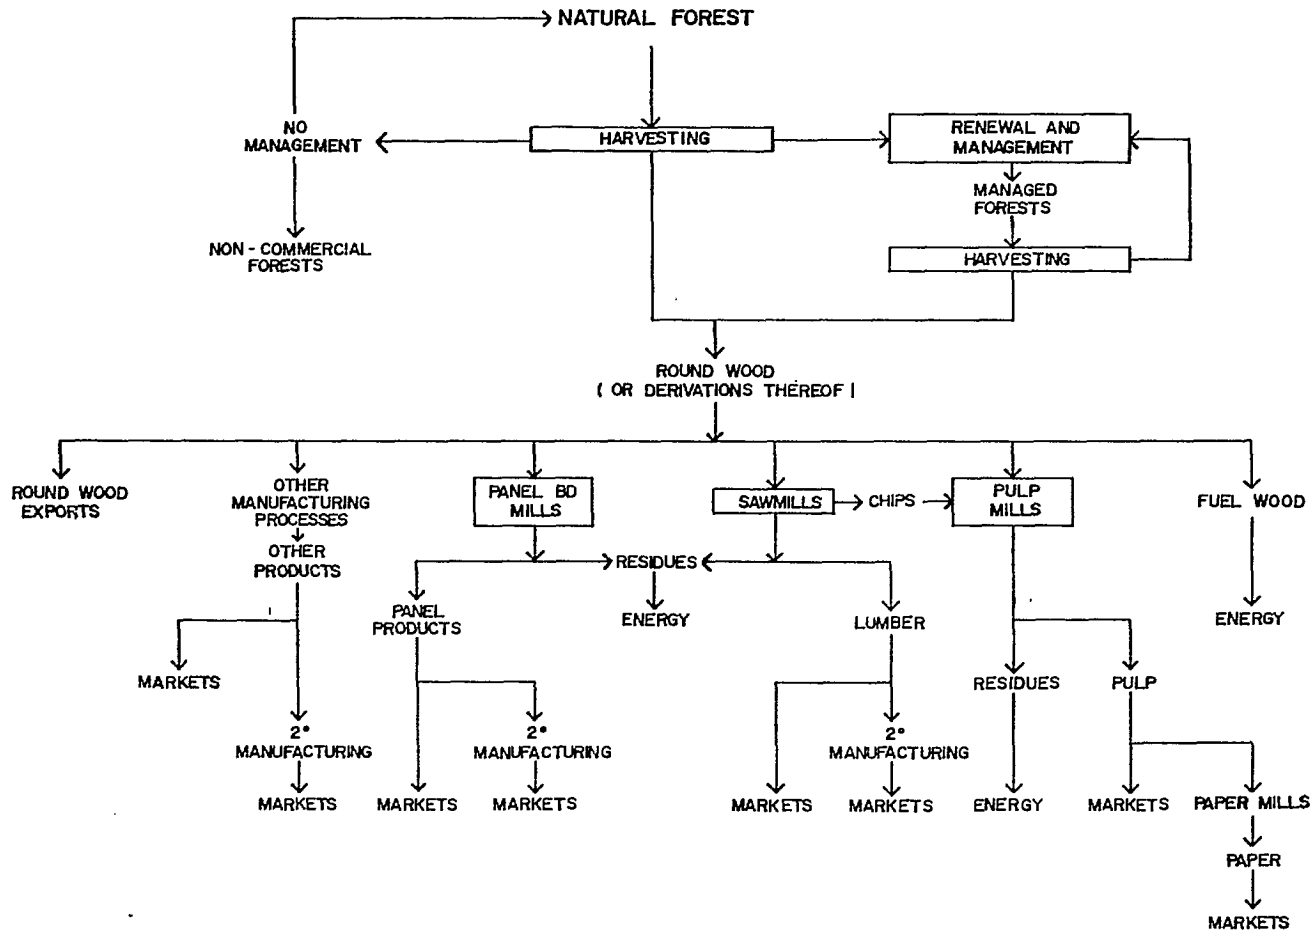 NATURAL FOREST
NO
MANAGEMENT
HARVESTING
RENEWAL AND
MANAGEMENT
MANAGED
FORESTS
NON - COMMERCIAL
FORESTS
HARVESTING
ROUND WOOD
( OR DERIVATIONS THEREOF )
ROUND WOOD
EXPORTS
OTHER
MANUFACTURING
PROCESSES
PANEL BD
MILLS
SAWMILLS
CHIPS
PULP
MILLS
FUEL WOOD
OTHER
PRODUCTS
RESIDUES
PANEL
PRODUCTS
ENERGY
LUMBER
ENERGY
MARKETS
RESIDUES
PULP
2°
MANUFACTURING
2°
MANUFACTURING
2°
MANUFACTURING
MARKETS
MARKETS
MARKETS
MARKETS
MARKETS
ENERGY
MARKETS
PAPER MILLS
PAPER
MARKETS